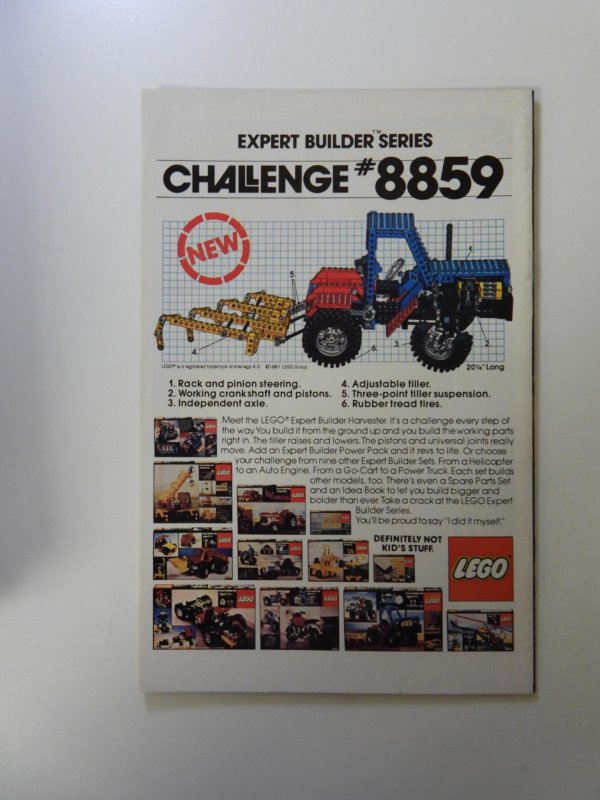 EXPERT BUILDER™ SERIES
CHALLENGE #8859
NEW
1
2
3
4
5
6
LEGO® is a registered trademark of Interlego A.G. ©1981 LEGO Group
20¼" Long
1. Rack and pinion steering.
2. Working crankshaft and pistons.
3. Independent axle.
4. Adjustable tiller.
5. Three-point tiller suspension.
6. Rubber tread tires.
Meet the LEGO® Expert Builder Harvester. It's a challenge every step of
the way. You build it from the ground up and you build the working parts
right in. The tiller raises and lowers. The pistons and universal joints really
move. Add an Expert Builder Power Pack and it revs to life. Or choose
your challenge from nine other Expert Builder Sets. From a Helicopter
to an Auto Engine. From a Go-Cart to a Power Truck. Each set builds
other models, too. There's even a Spare Parts Set
and an Idea Book to let you build bigger and
bolder than ever. Take a crack at the LEGO Expert
Builder Series.
You'll be proud to say "I did it myself."
DEFINITELY NOT
KID'S STUFF.
LEGO